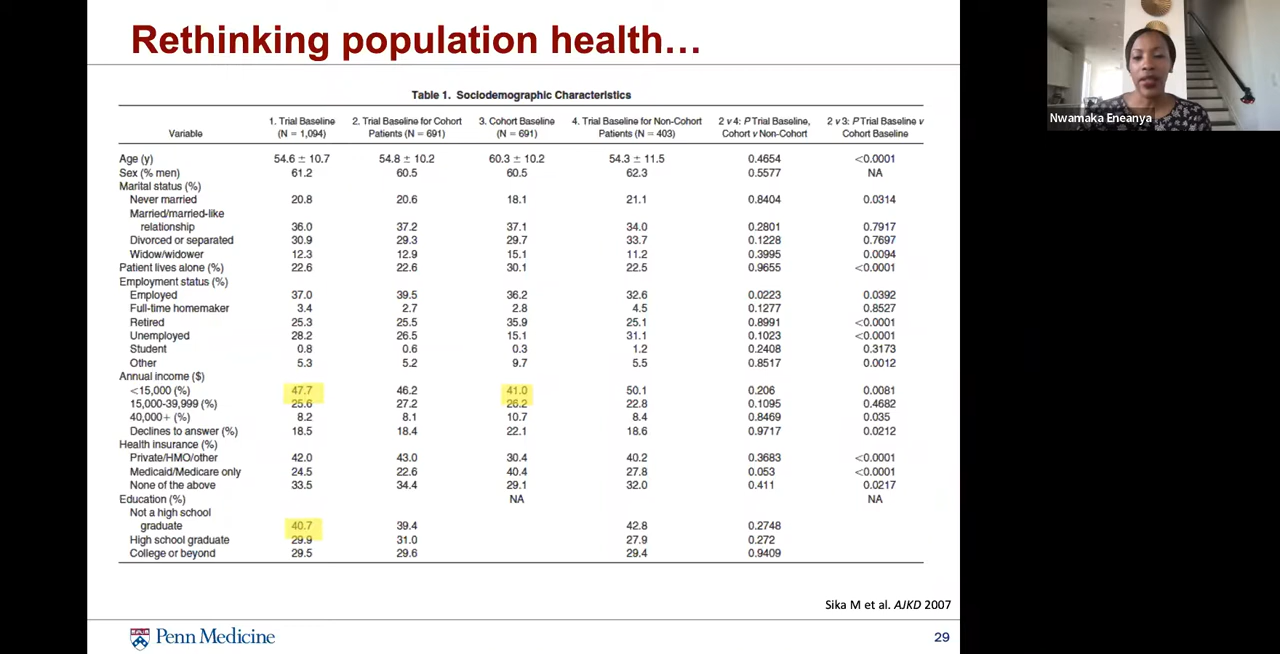 Rethinking population health…
Nwamaka Eneanya
Table 1. Sociodemographic Characteristics
Variable 1. Trial Baseline (N = 1,094) 2. Trial Baseline for Cohort Patients (N = 691) 3. Cohort Baseline (N = 691) 4. Trial Baseline for Non-Cohort Patients (N = 403) 2 v 4: P Trial Baseline, Cohort v Non-Cohort 2 v 3: P Trial Baseline v Cohort Baseline
Age (y) 54.6 ± 10.7 54.8 ± 10.2 60.3 ± 10.2 54.3 ± 11.5 0.4654 <0.0001
Sex (% men) 61.2 60.5 60.5 62.3 0.5577 NA
Marital status (%)
Never married 20.8 20.6 18.1 21.1 0.8404 0.0314
Married/married-like
relationship 36.0 37.2 37.1 34.0 0.2801 0.7917
Divorced or separated 30.9 29.3 29.7 33.7 0.1228 0.7697
Widow/widower 12.3 12.9 15.1 11.2 0.3995 0.0094
Patient lives alone (%) 22.6 22.6 30.1 22.5 0.9655 <0.0001
Employment status (%)
Employed 37.0 39.5 36.2 32.6 0.0223 0.0392
Full-time homemaker 3.4 2.7 2.8 4.5 0.1277 0.8527
Retired 25.3 25.5 35.9 25.1 0.8991 <0.0001
Unemployed 28.2 26.5 15.1 31.1 0.1023 <0.0001
Student 0.8 0.6 0.3 1.2 0.2408 0.3173
Other 5.3 5.2 9.7 5.5 0.8517 0.0012
Annual income ($)
<15,000 (%) 47.7 46.2 41.0 50.1 0.206 0.0081
15,000-39,999 (%) 25.6 27.2 26.2 22.8 0.1095 0.4682
40,000+ (%) 8.2 8.1 10.7 8.4 0.8469 0.035
Declines to answer (%) 18.5 18.4 22.1 18.6 0.9717 0.0212
Health insurance (%)
Private/HMO/other 42.0 43.0 30.4 40.2 0.3683 <0.0001
Medicaid/Medicare only 24.5 22.6 40.4 27.8 0.053 <0.0001
None of the above 33.5 34.4 29.1 32.0 0.411 0.0217
Education (%) NA NA
Not a high school
graduate 40.7 39.4 42.8 0.2748
High school graduate 29.9 31.0 27.9 0.272
College or beyond 29.5 29.6 29.4 0.9409
Sika M et al. AJKD 2007
Penn Medicine
29